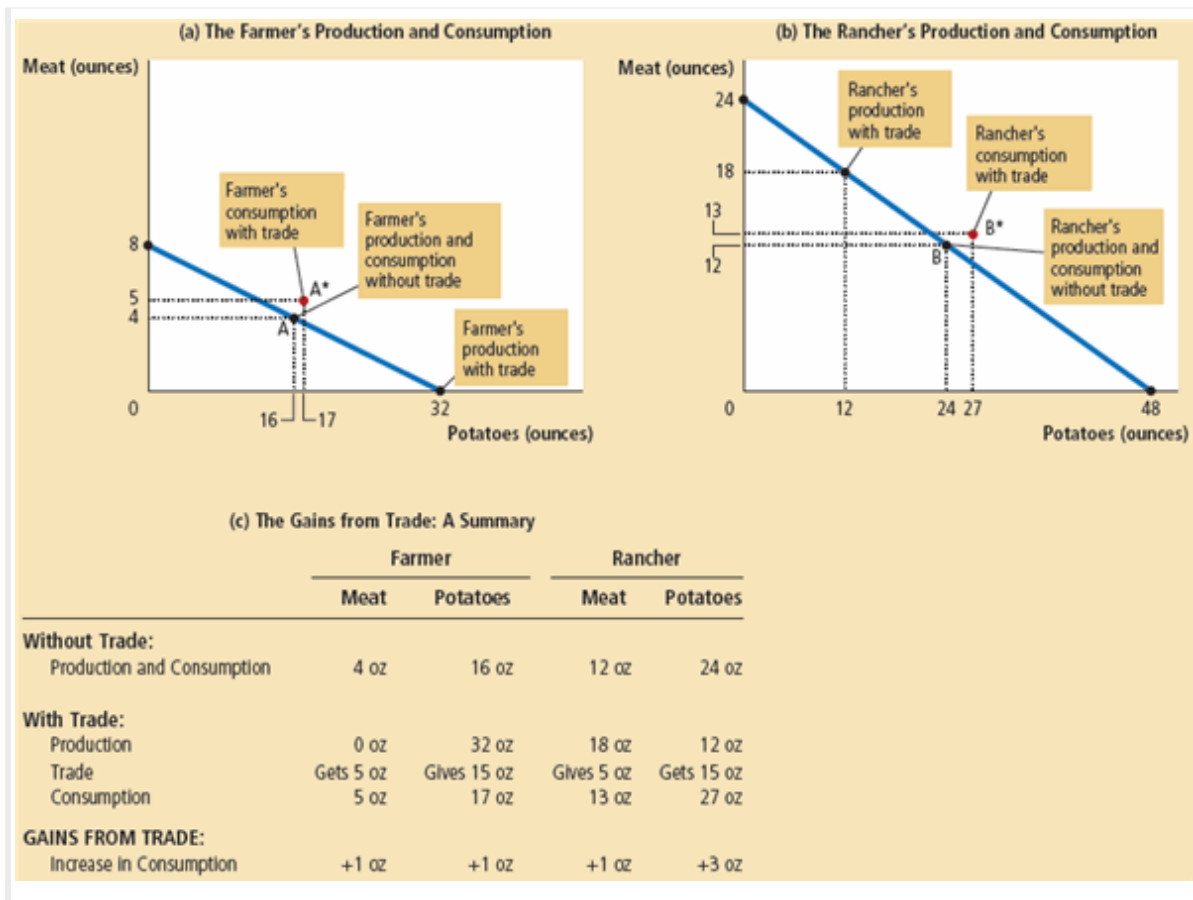 (a) The Farmer's Production and Consumption
Meat (ounces)
8
5
4
0
16
17
32
Potatoes (ounces)
Farmer's
consumption
with trade
A*
Farmer's
production and
consumption
without trade
A
Farmer's
production
with trade
(b) The Rancher's Production and Consumption
Meat (ounces)
24
18
13
12
0
12
24 27
48
Potatoes (ounces)
Rancher's
production
with trade
Rancher's
consumption
with trade
B*
B
Rancher's
production and
consumption
without trade
(c) The Gains from Trade: A Summary
Farmer Rancher
Meat Potatoes Meat Potatoes
Without Trade:
Production and Consumption 4 oz 16 oz 12 oz 24 oz
With Trade:
Production 0 oz 32 oz 18 oz 12 oz
Trade Gets 5 oz Gives 15 oz Gives 5 oz Gets 15 oz
Consumption 5 oz 17 oz 13 oz 27 oz
GAINS FROM TRADE:
Increase in Consumption +1 oz +1 oz +1 oz +3 oz